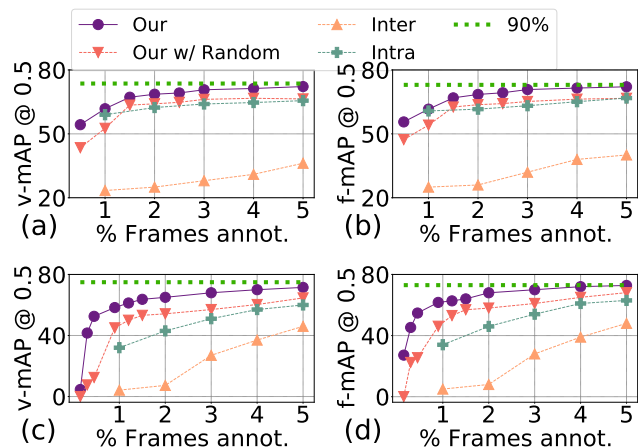 Our
Inter
90%
Our w/ Random
Intra
v-mAP @ 0.5
80
50
20
1 2 3 4 5
(a)
% Frames annot.
f-mAP @ 0.5
80
50
20
1 2 3 4 5
(b)
% Frames annot.
v-mAP @ 0.5
80
40
0
1 2 3 4 5
(c)
% Frames annot.
f-mAP @ 0.5
80
40
0
1 2 3 4 5
(d)
% Frames annot.